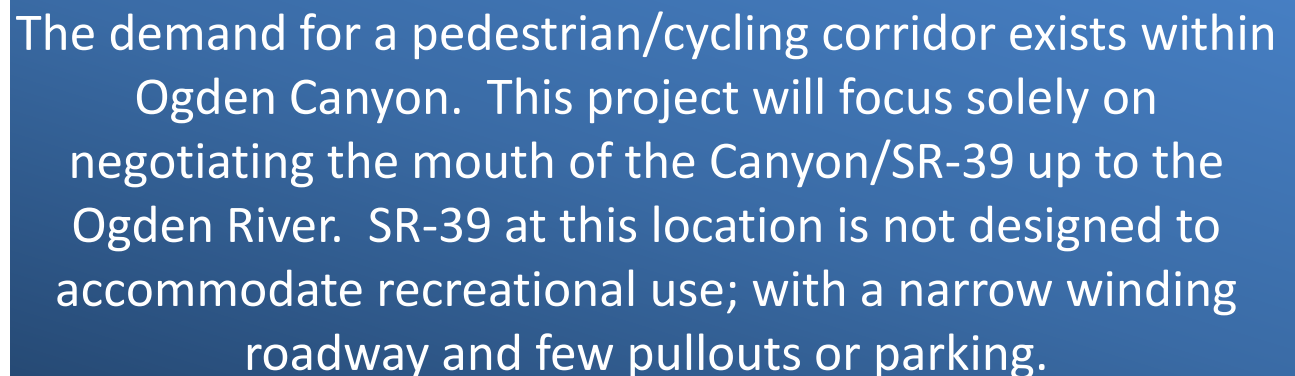 The demand for a pedestrian/cycling corridor exists within
Ogden Canyon.  This project will focus solely on
negotiating the mouth of the Canyon/SR-39 up to the
Ogden River.  SR-39 at this location is not designed to
accommodate recreational use; with a narrow winding
roadway and few pullouts or parking.